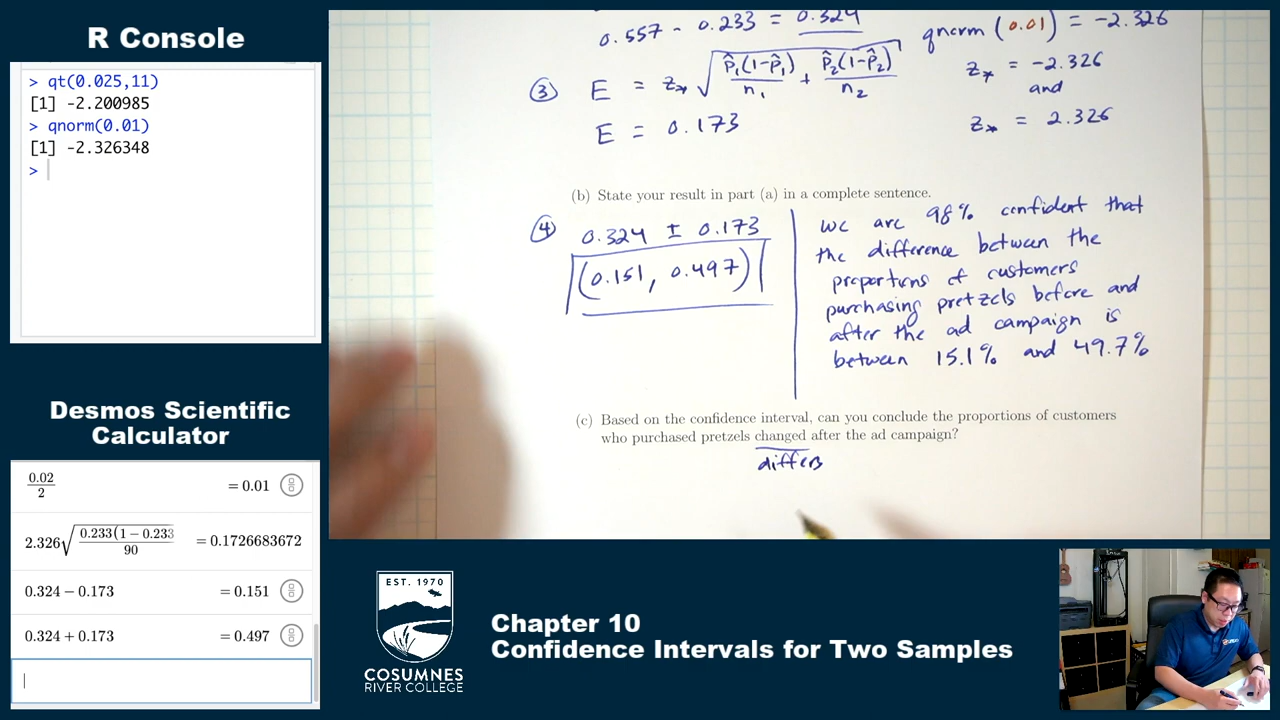 R Console
> qt(0.025,11)
[1] -2.200985
> qnorm(0.01)
[1] -2.326348
>
Desmos Scientific
Calculator
0.02
2
= 0.01
2.326√
0.233(1 − 0.233
90
= 0.1726683672
0.324 − 0.173
= 0.151
0.324 + 0.173
= 0.497
0.557 - 0.233 = 0.324
qnorm (0.01) = -2.326
z* = -2.326
and
z* = 2.326
③ E = z* √ p̂₁(1-p̂₁) / n₁ + p̂₂(1-p̂₂) / n₂
E = 0.173
(b) State your result in part (a) in a complete sentence.
④ 0.324 ± 0.173
(0.151, 0.497)
we are 98% confident that
the difference between the
proportions of customers
purchasing pretzels before and
after the ad campaign is
between 15.1% and 49.7%
(c) Based on the confidence interval, can you conclude the proportions of customers
who purchased pretzels changed after the ad campaign?
differs
EST. 1970
COSUMNES
RIVER COLLEGE
Chapter 10
Confidence Intervals for Two Samples